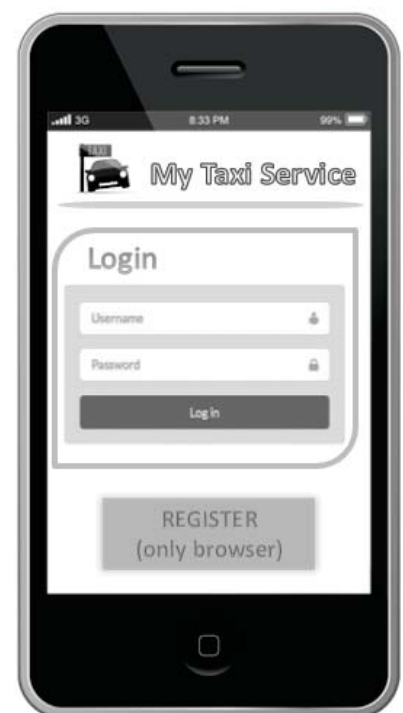 3G 8:33 PM 99%
TAXI
My Taxi Service
Login
Username
Password
Log in
REGISTER
(only browser)